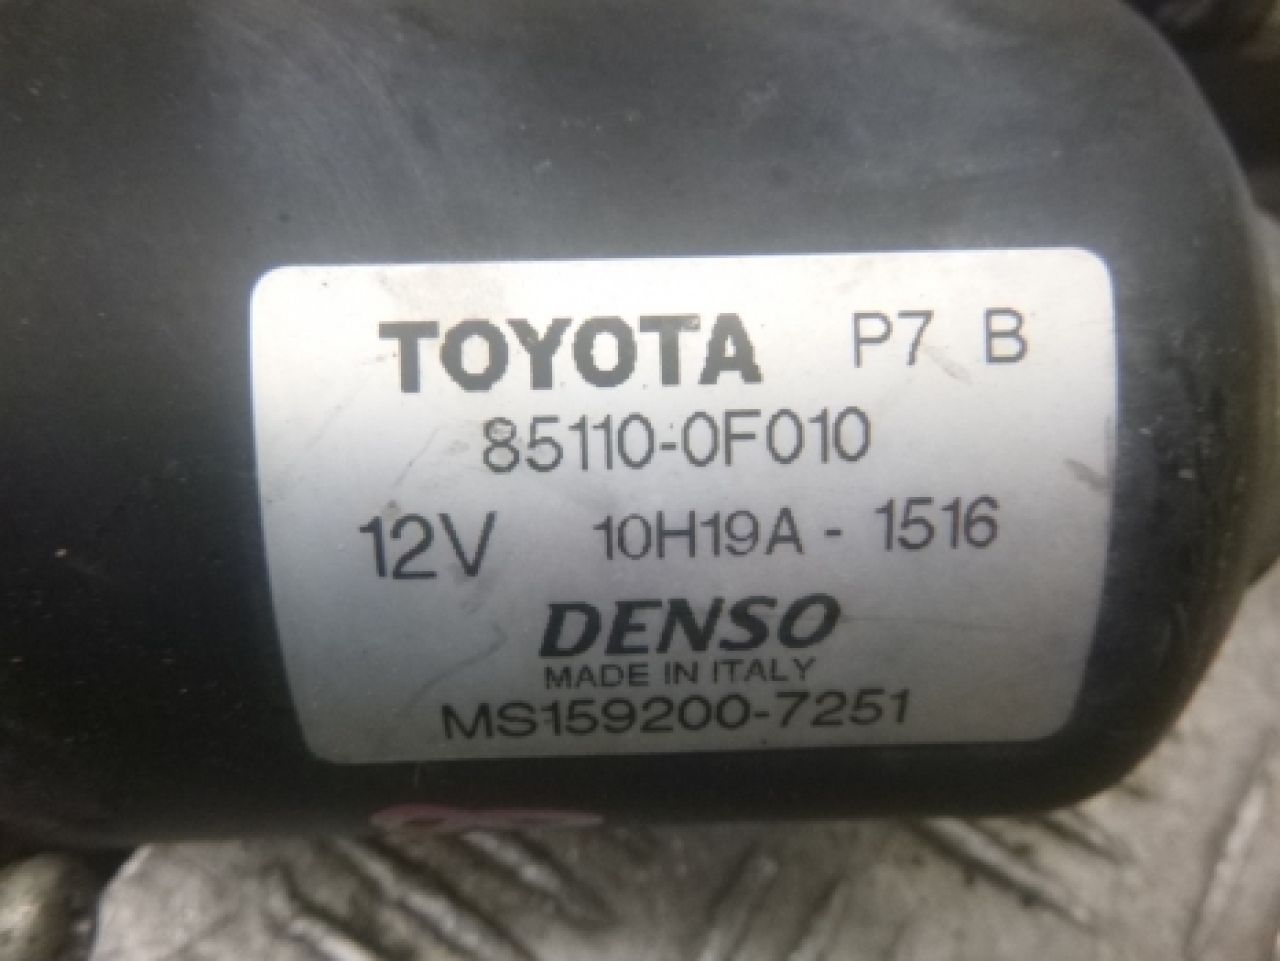 TOYOTA P7 B
85110-0F010
12V 10H19A - 1516
DENSO
MADE IN ITALY
MS159200-7251